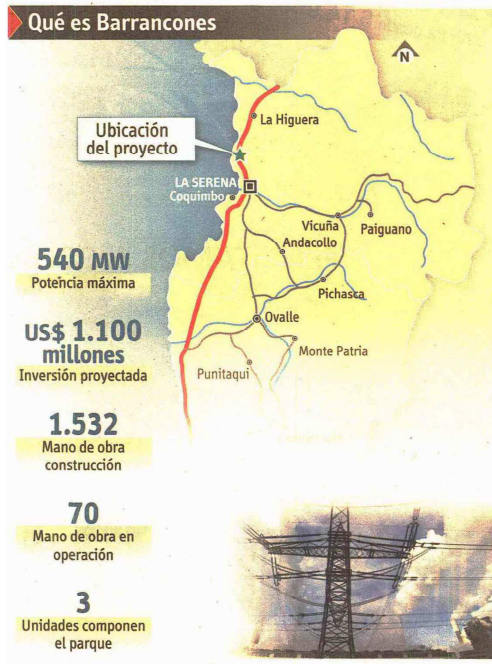 Qué es Barrancones
N
La Higuera
Ubicación
del proyecto
LA SERENA
Coquimbo
Vicuña
Paiguano
Andacollo
540 MW
Potencia máxima
Pichasca
Ovalle
US$ 1.100
millones
Inversión proyectada
Monte Patria
Punitaqui
1.532
Mano de obra
construcción
70
Mano de obra en
operación
3
Unidades componen
el parque